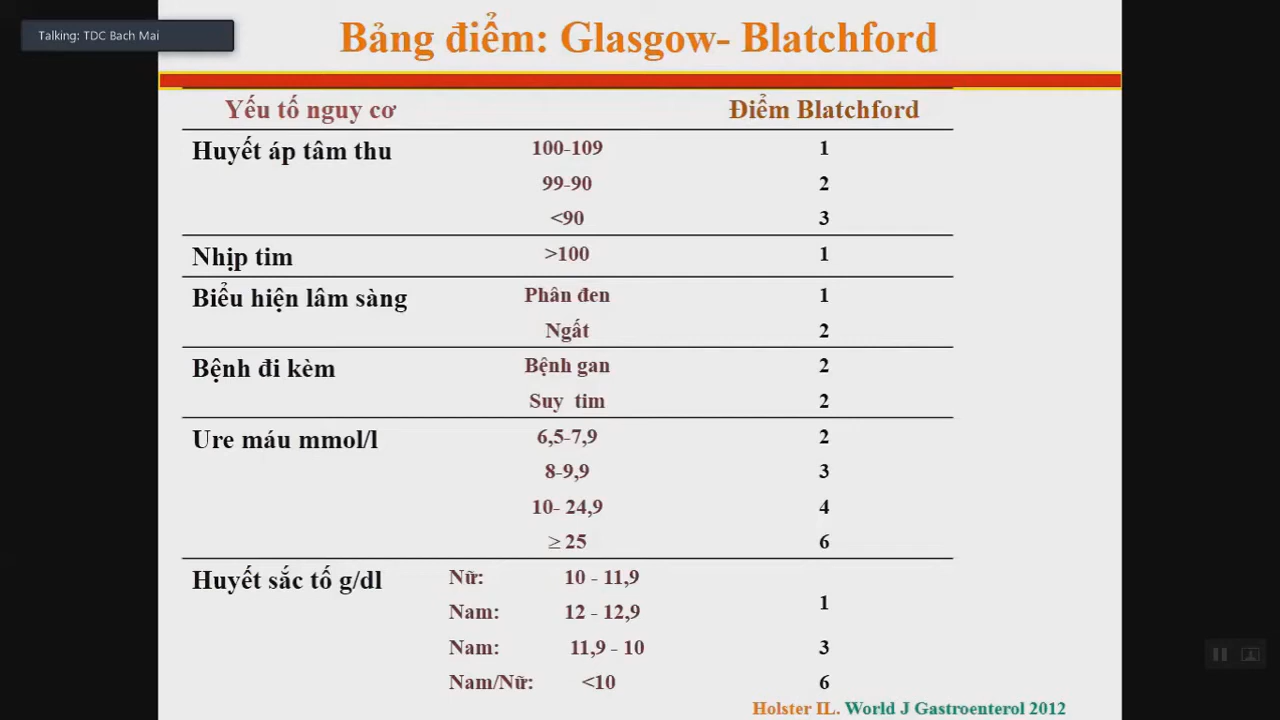 Talking: TDC Bach Mai
Bảng điểm: Glasgow- Blatchford
Yếu tố nguy cơ Điểm Blatchford
Huyết áp tâm thu 100-109 1
99-90 2
<90 3
Nhịp tim >100 1
Biểu hiện lâm sàng Phân đen 1
Ngất 2
Bệnh đi kèm Bệnh gan 2
Suy tim 2
Ure máu mmol/l 6,5-7,9 2
8-9,9 3
10- 24,9 4
≥ 25 6
Huyết sắc tố g/dl Nữ: 10 - 11,9
1
Nam: 12 - 12,9
Nam: 11,9 - 10 3
Nam/Nữ: <10 6
Holster IL. World J Gastroenterol 2012